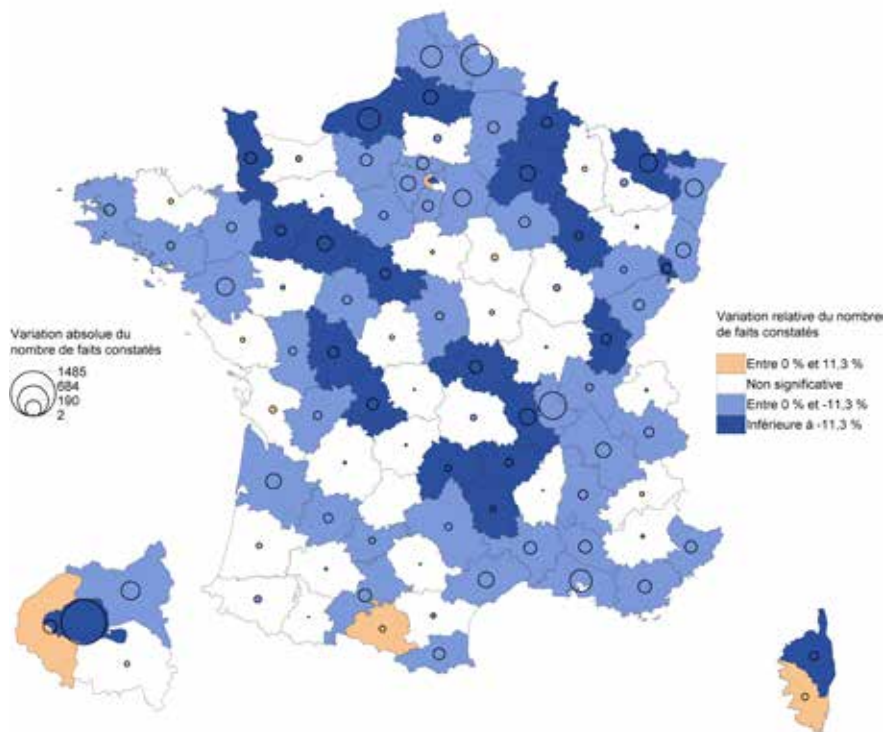 Variation absolue du
nombre de faits constatés
1485
684
190
2
Variation relative du nombre
de faits constatés
Entre 0 % et 11,3 %
Non significative
Entre 0 % et -11,3 %
Inférieure à -11,3 %